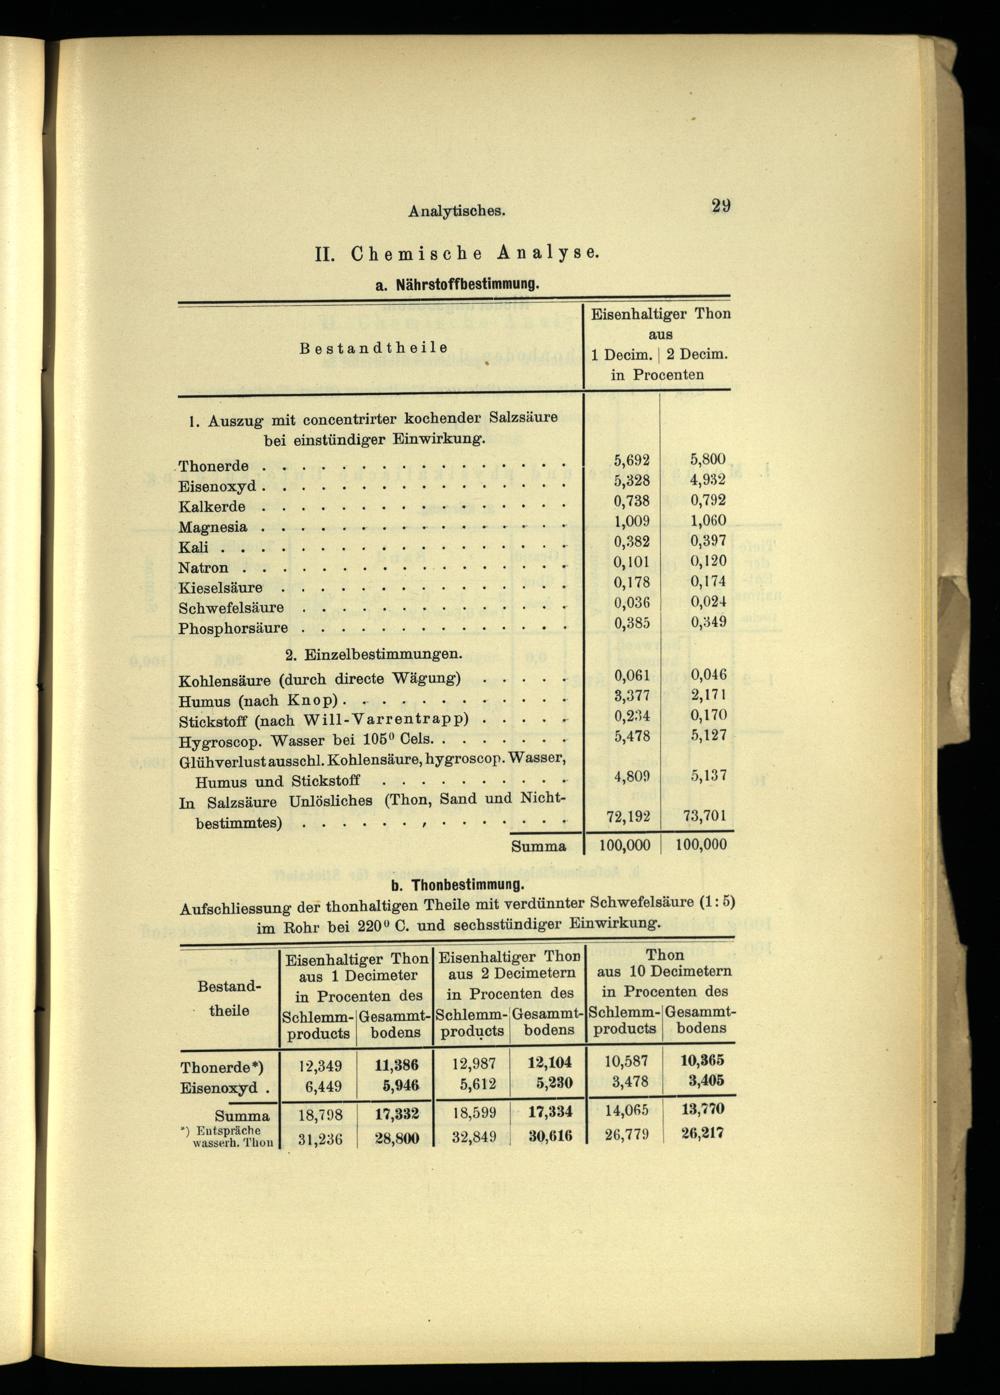 Analytisches. 29
II. Chemische Analyse.
a. Nährstoffbestimmung.
Bestandtheile
Eisenhaltiger Thon
aus
1 Decim. | 2 Decim.
in Procenten
1. Auszug mit concentrirter kochender Salzsäure
bei einstündiger Einwirkung.
Thonerde . . . . . . . . . . . . . . . . 5,692 5,800
Eisenoxyd . . . . . . . . . . . . . . . . 5,328 4,932
Kalkerde . . . . . . . . . . . . . . . . 0,738 0,792
Magnesia . . . . . . . . . . . . . . . . 1,009 1,060
Kali . . . . . . . . . . . . . . . . . . 0,382 0,397
Natron . . . . . . . . . . . . . . . . . 0,101 0,120
Kieselsäure . . . . . . . . . . . . . . . 0,178 0,174
Schwefelsäure . . . . . . . . . . . . . . 0,036 0,024
Phosphorsäure . . . . . . . . . . . . . . 0,385 0,349
2. Einzelbestimmungen.
Kohlensäure (durch directe Wägung) . . . . . 0,061 0,046
Humus (nach Knop) . . . . . . . . . . . . 3,377 2,171
Stickstoff (nach Will-Varrentrapp) . . . . . 0,234 0,170
Hygroscop. Wasser bei 105⁰ Cels. . . . . . . . 5,478 5,127
Glühverlust ausschl. Kohlensäure, hygroscop. Wasser,
Humus und Stickstoff . . . . . . . . . . 4,809 5,137
In Salzsäure Unlösliches (Thon, Sand und Nicht-
bestimmtes) . . . . . . . . . . . . . . 72,192 73,701
Summa 100,000 100,000
b. Thonbestimmung.
Aufschliessung der thonhaltigen Theile mit verdünnter Schwefelsäure (1:5)
im Rohr bei 220⁰ C. und sechsstündiger Einwirkung.
Bestand-
theile
Eisenhaltiger Thon
aus 1 Decimeter
in Procenten des
Schlemm- Gesammt-
products bodens
Eisenhaltiger Thon
aus 2 Decimetern
in Procenten des
Schlemm- Gesammt-
products bodens
Thon
aus 10 Decimetern
in Procenten des
Schlemm- Gesammt-
products bodens
Thonerde*) 12,349 11,386 12,987 12,104 10,587 10,365
Eisenoxyd . 6,449 5,946 5,612 5,230 3,478 3,405
Summa 18,798 17,332 18,599 17,334 14,065 13,770
*) Entspräche
wasserh. Thon 31,236 28,800 32,849 30,616 26,779 26,217